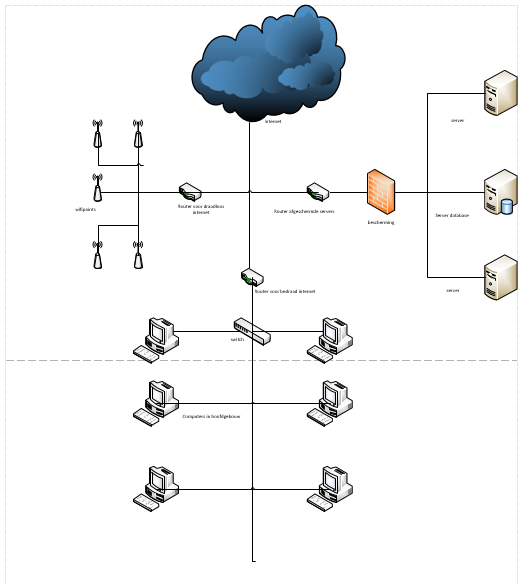 internet
server
wifipoints
Router voor draadloos
internet
Router afgeschermde servers
bescherming
Server database
Router voor bedraad internet
server
switch
Computers in hoofdgebouw